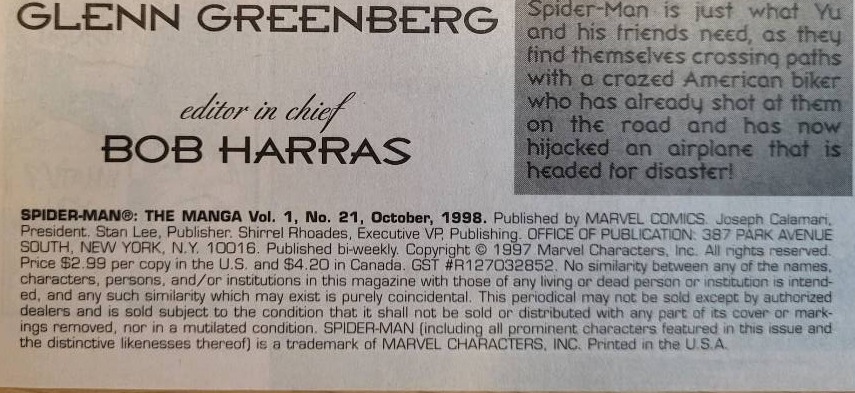 GLENN GREENBERG
editor in chief
BOB HARRAS
Spider-Man is just what Yu
and his friends need, as they
find themselves crossing paths
with a crazed American biker
who has already shot at them
on the road and has now
hijacked an airplane that is
headed for disaster!
SPIDER-MAN®: THE MANGA Vol. 1, No. 21, October, 1998. Published by MARVEL COMICS. Joseph Calamari,
President. Stan Lee, Publisher. Shirrel Rhoades, Executive VP, Publishing. OFFICE OF PUBLICATION: 387 PARK AVENUE
SOUTH, NEW YORK, N.Y. 10016. Published bi-weekly. Copyright © 1997 Marvel Characters, Inc. All rights reserved.
Price $2.99 per copy in the U.S. and $4.20 in Canada. GST #R127032852. No similarity between any of the names,
characters, persons, and/or institutions in this magazine with those of any living or dead person or institution is intend-
ed, and any such similarity which may exist is purely coincidental. This periodical may not be sold except by authorized
dealers and is sold subject to the condition that it shall not be sold or distributed with any part of its cover or mark-
ings removed, nor in a mutilated condition. SPIDER-MAN (including all prominent characters featured in this issue and
the distinctive likenesses thereof) is a trademark of MARVEL CHARACTERS, INC. Printed in the U.S.A.